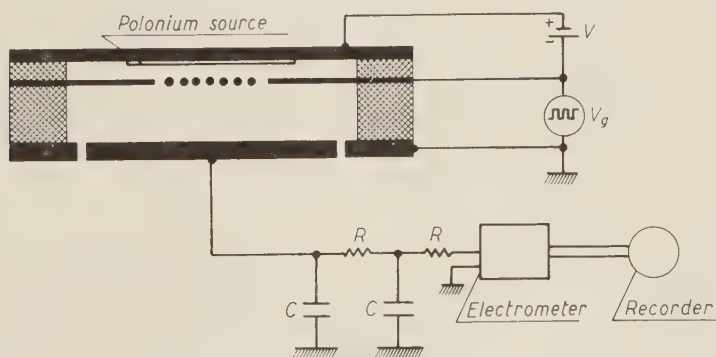 Polonium source
+
−
V
V_g
R
R
C
C
Electrometer
Recorder